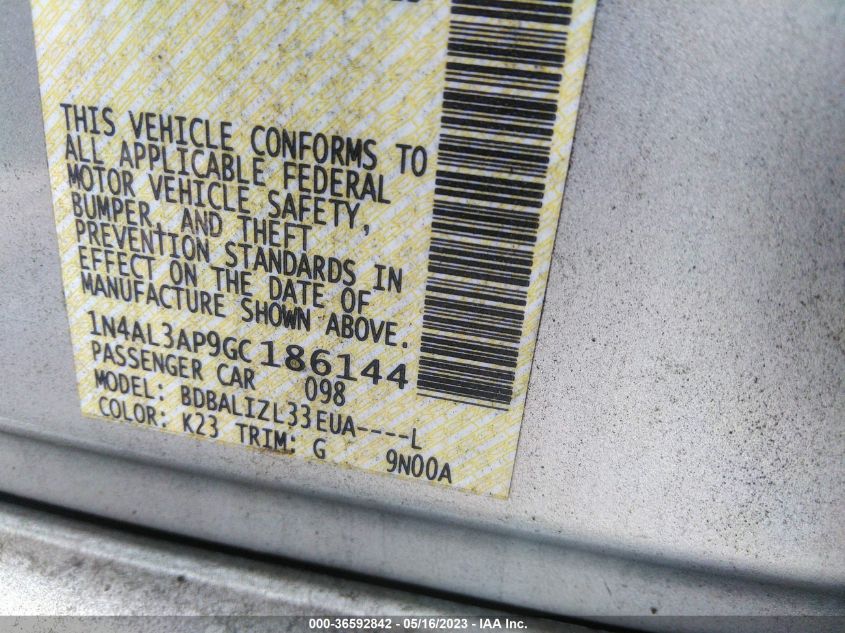 THIS VEHICLE CONFORMS TO
ALL APPLICABLE FEDERAL
MOTOR VEHICLE SAFETY,
BUMPER, AND THEFT
PREVENTION STANDARDS IN
EFFECT ON THE DATE OF
MANUFACTURE SHOWN ABOVE.
1N4AL3AP9GC186144
PASSENGER CAR 098
MODEL: BDBALIZL33EUA----L
COLOR: K23 TRIM: G 9N00A
000-36592842 - 05/16/2023 - IAA Inc.